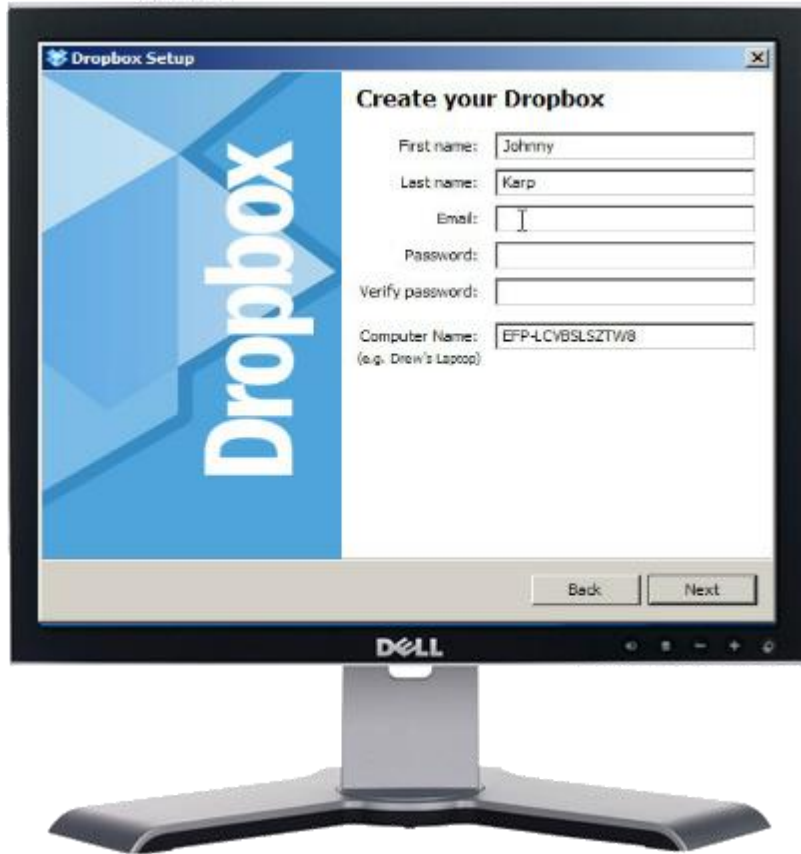 Dropbox Setup
Dropbox
Create your Dropbox
First name: Johnny
Last name: Karp
Email:
Password:
Verify password:
Computer Name: EFP-LCVBSLSZTW8
(e.g. Drew's Laptop)
Back Next
DELL